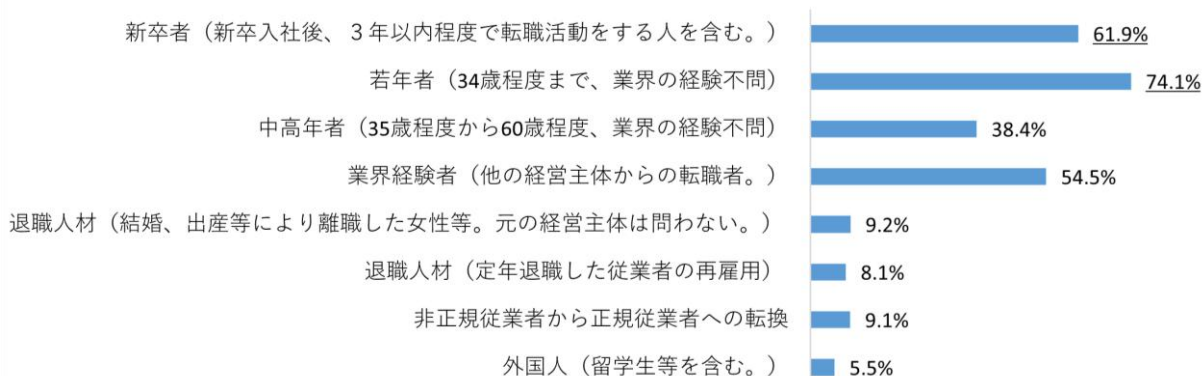 新卒者（新卒入社後、３年以内程度で転職活動をする人を含む。） 61.9%
若年者（34歳程度まで、業界の経験不問） 74.1%
中高年者（35歳程度から60歳程度、業界の経験不問） 38.4%
業界経験者（他の経営主体からの転職者。） 54.5%
退職人材（結婚、出産等により離職した女性等。元の経営主体は問わない。） 9.2%
退職人材（定年退職した従業者の再雇用） 8.1%
非正規従業者から正規従業者への転換 9.1%
外国人（留学生等を含む。） 5.5%